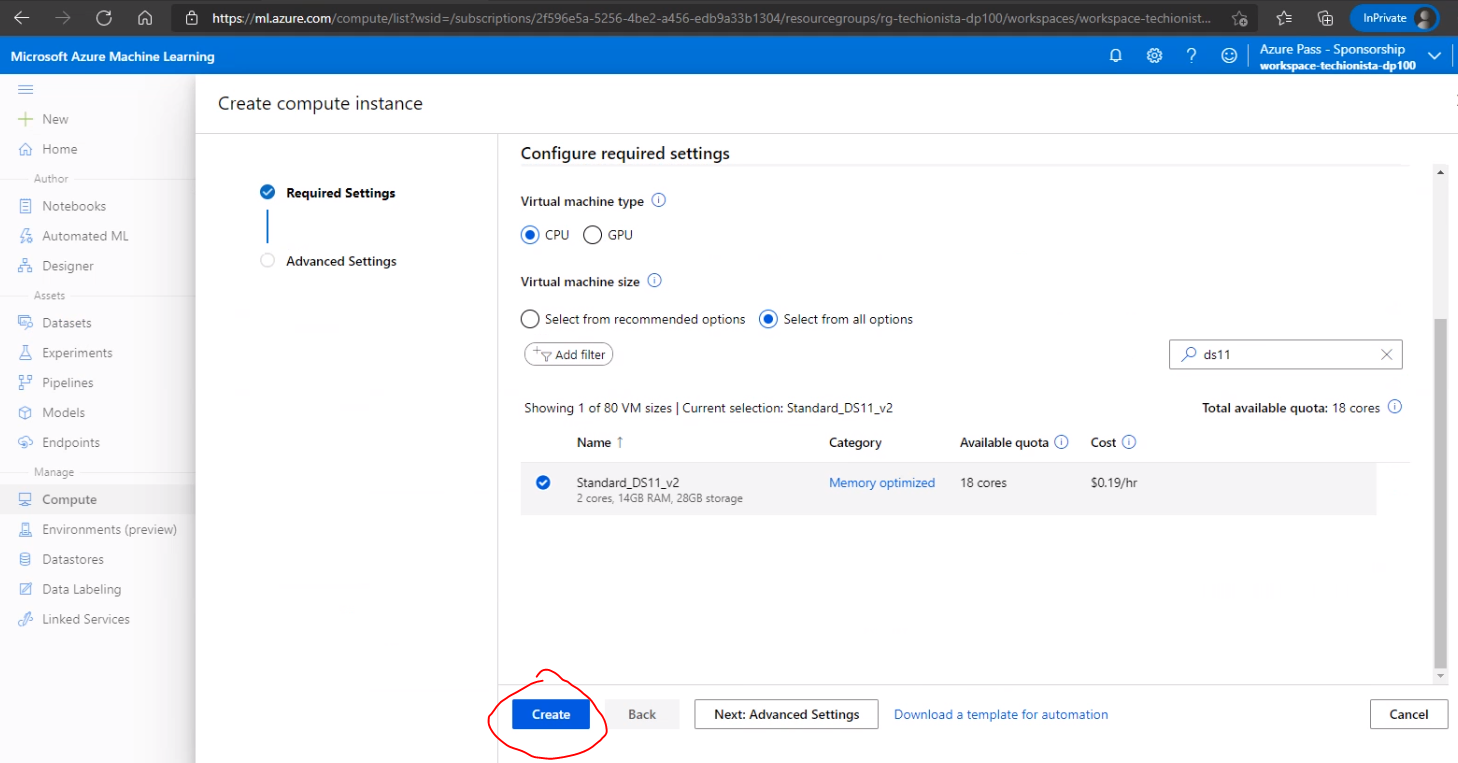 https://ml.azure.com/compute/list?wsid=/subscriptions/2f596e5a-5256-4be2-a456-edb9a33b1304/resourcegroups/rg-techionista-dp100/workspaces/workspace-techionist...
InPrivate
Microsoft Azure Machine Learning
Azure Pass - Sponsorship
workspace-techionista-dp100
New
Home
Author
Notebooks
Automated ML
Designer
Assets
Datasets
Experiments
Pipelines
Models
Endpoints
Manage
Compute
Environments (preview)
Datastores
Data Labeling
Linked Services
Create compute instance
Required Settings
Advanced Settings
Configure required settings
Virtual machine type
CPU GPU
Virtual machine size
Select from recommended options Select from all options
Add filter
ds11
Showing 1 of 80 VM sizes | Current selection: Standard_DS11_v2
Total available quota: 18 cores
Name ↑ Category Available quota Cost
Standard_DS11_v2 Memory optimized 18 cores $0.19/hr
2 cores, 14GB RAM, 28GB storage
Create Back Next: Advanced Settings Download a template for automation Cancel